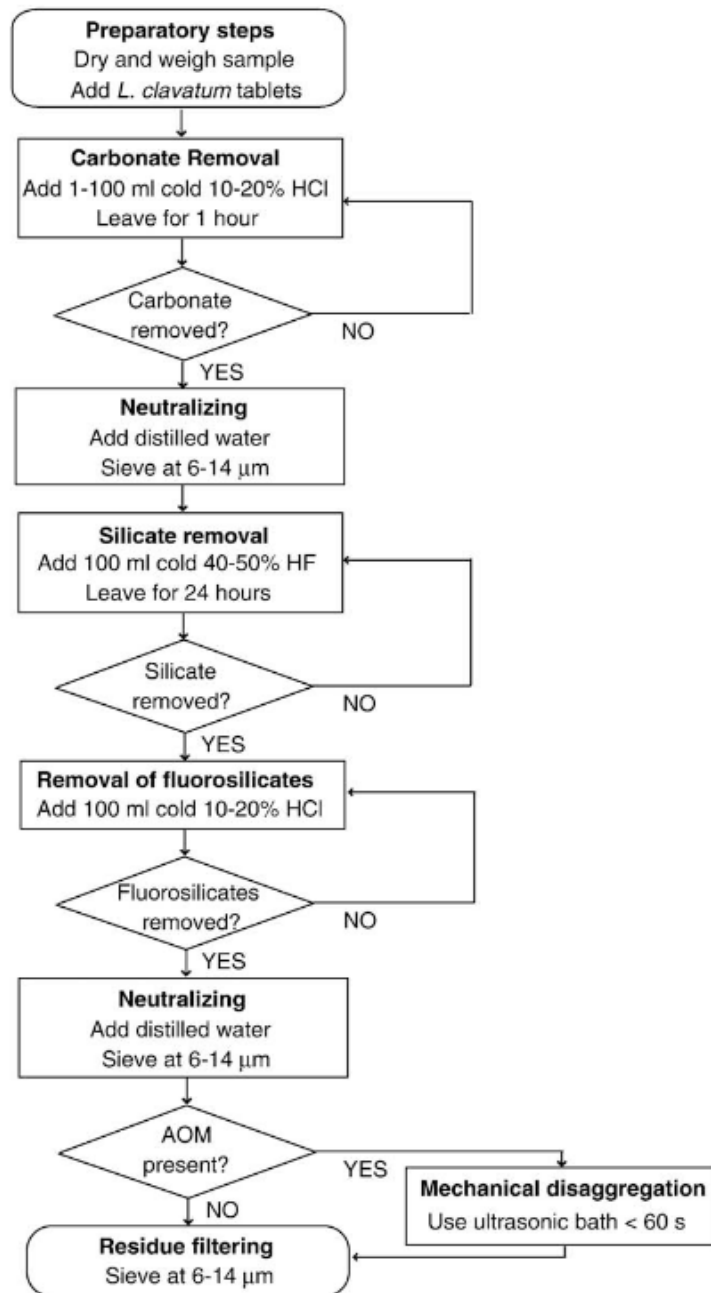 Preparatory steps
Dry and weigh sample
Add L. clavatum tablets
Carbonate Removal
Add 1-100 ml cold 10-20% HCl
Leave for 1 hour
Carbonate
removed?
NO
YES
Neutralizing
Add distilled water
Sieve at 6-14 μm
Silicate removal
Add 100 ml cold 40-50% HF
Leave for 24 hours
Silicate
removed?
NO
YES
Removal of fluorosilicates
Add 100 ml cold 10-20% HCl
Fluorosilicates
removed?
NO
YES
Neutralizing
Add distilled water
Sieve at 6-14 μm
AOM
present?
YES
NO
Mechanical disaggregation
Use ultrasonic bath < 60 s
Residue filtering
Sieve at 6-14 μm